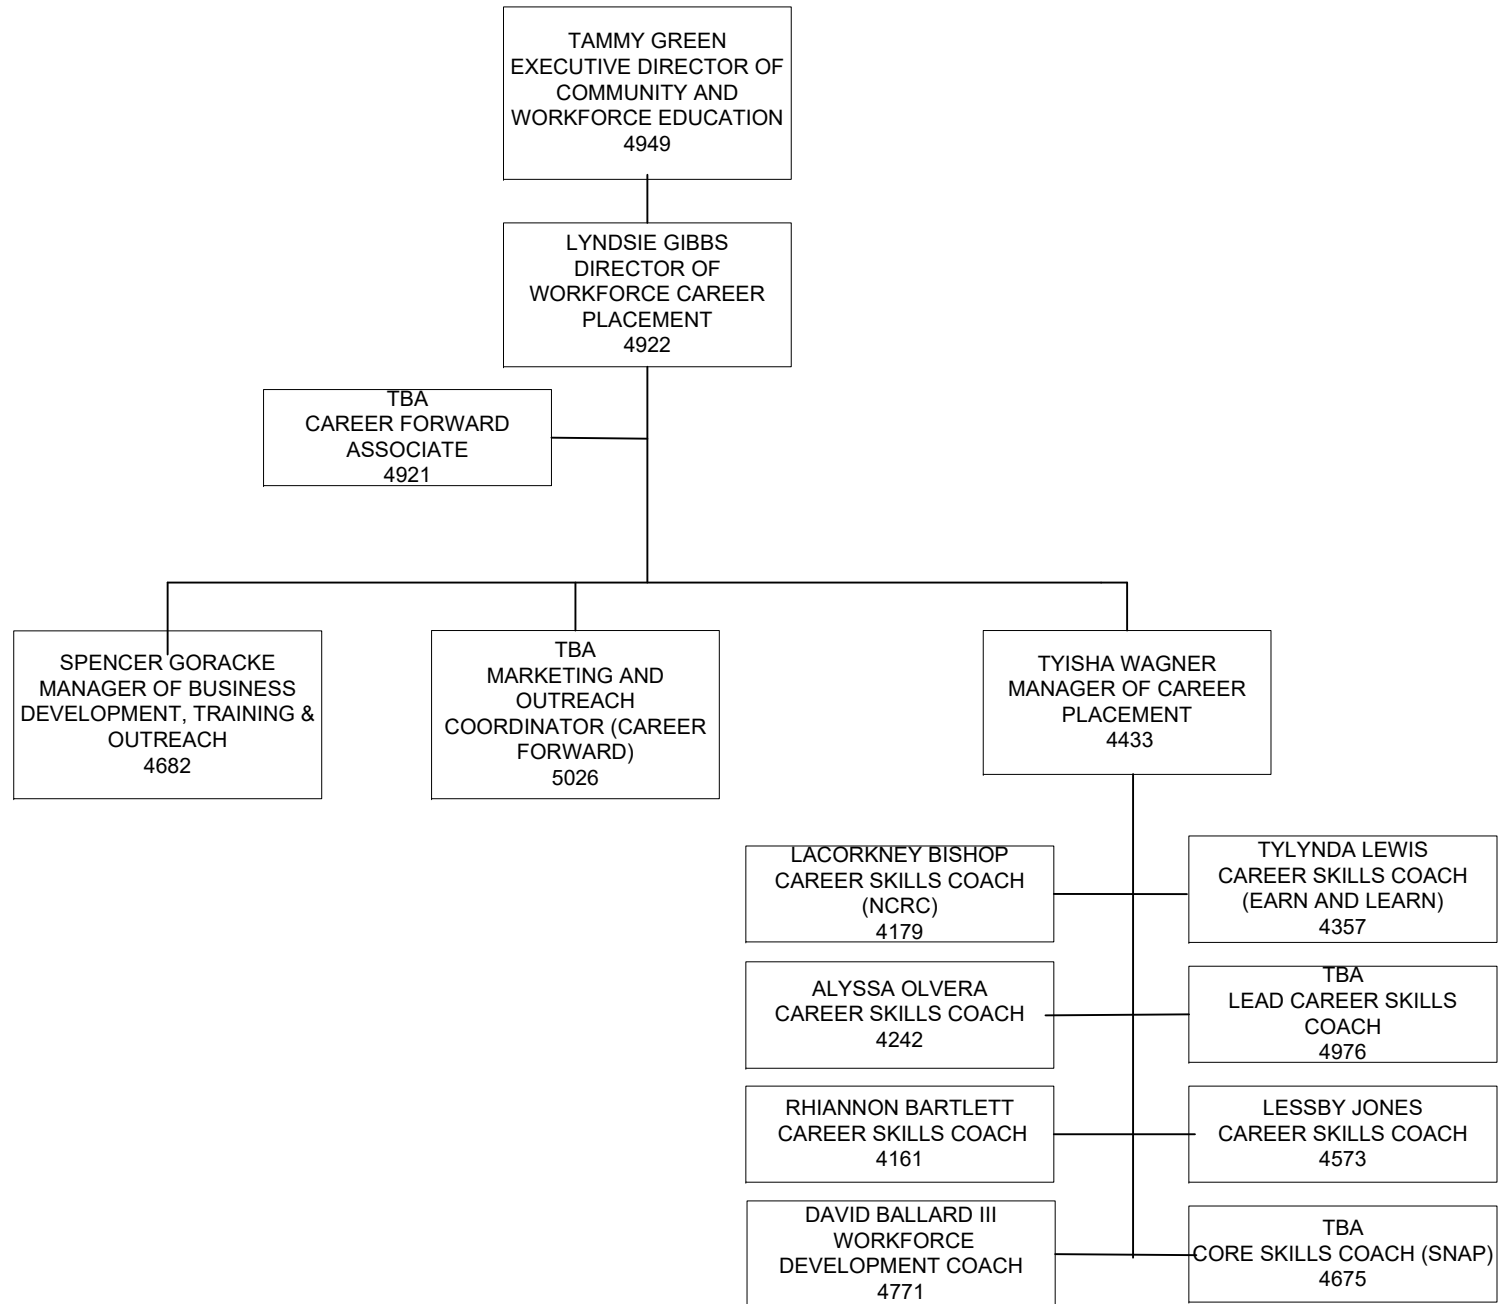 TAMMY GREEN
EXECUTIVE DIRECTOR OF
COMMUNITY AND
WORKFORCE EDUCATION
4949
LYNDSIE GIBBS
DIRECTOR OF
WORKFORCE CAREER
PLACEMENT
4922
TBA
CAREER FORWARD
ASSOCIATE
4921
SPENCER GORACKE
MANAGER OF BUSINESS
DEVELOPMENT, TRAINING &
OUTREACH
4682
TBA
MARKETING AND
OUTREACH
COORDINATOR (CAREER
FORWARD)
5026
TYISHA WAGNER
MANAGER OF CAREER
PLACEMENT
4433
LACORKNEY BISHOP
CAREER SKILLS COACH
(NCRC)
4179
TYLYNDA LEWIS
CAREER SKILLS COACH
(EARN AND LEARN)
4357
ALYSSA OLVERA
CAREER SKILLS COACH
4242
TBA
LEAD CAREER SKILLS
COACH
4976
RHIANNON BARTLETT
CAREER SKILLS COACH
4161
LESSBY JONES
CAREER SKILLS COACH
4573
DAVID BALLARD III
WORKFORCE
DEVELOPMENT COACH
4771
TBA
CORE SKILLS COACH (SNAP)
4675